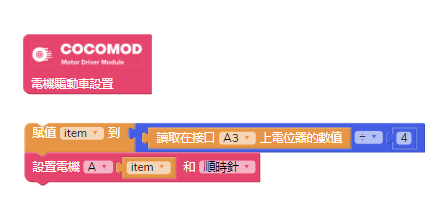 COCOMOD
Motor Driver Module
電機驅動車設置
賦值 item 到 讀取在接口 A3 上電位器的數值 ÷ 4
設置電機 A item 和 順時針